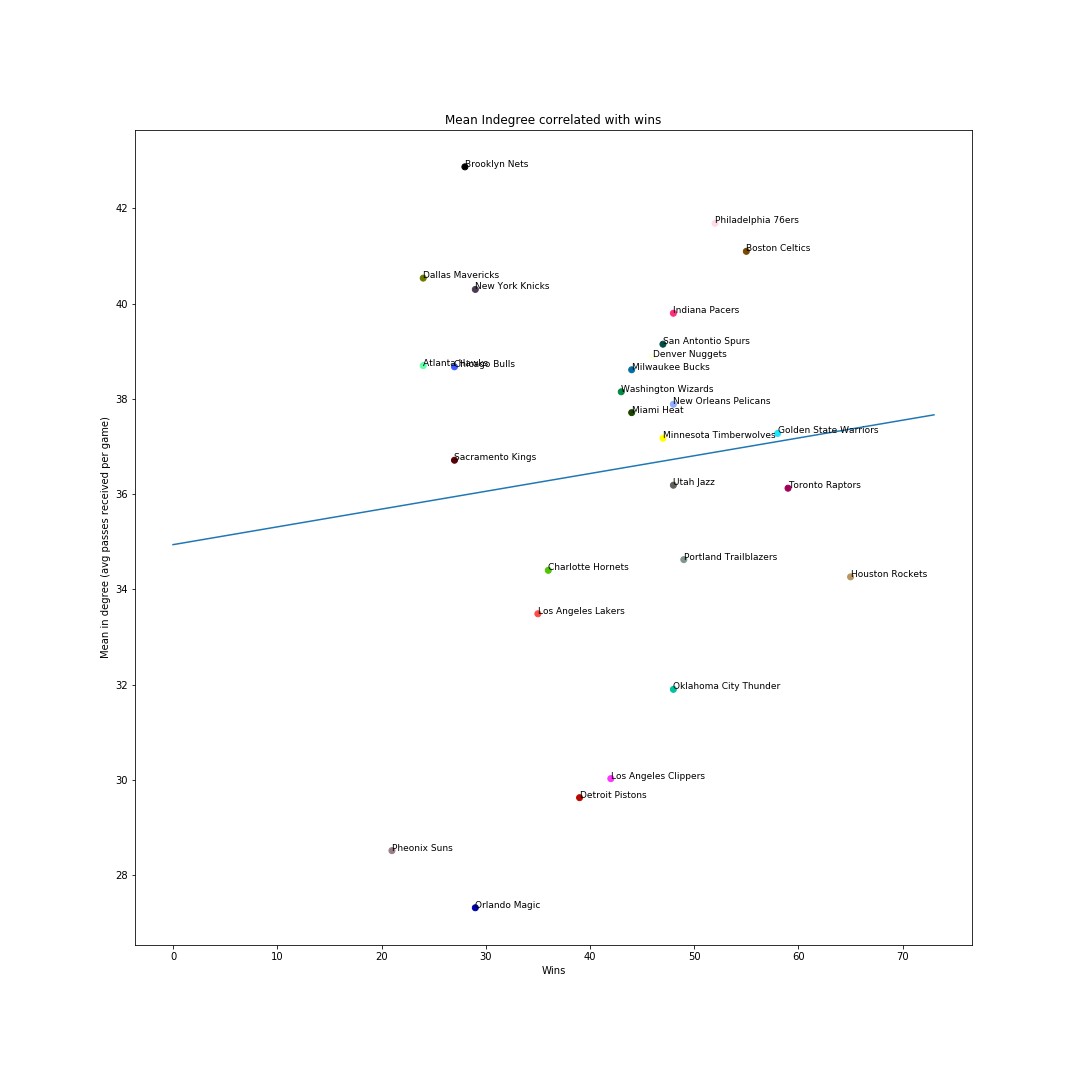 Mean Indegree correlated with wins
Brooklyn Nets
42
Philadelphia 76ers
Boston Celtics
Dallas Mavericks
New York Knicks
40
Indiana Pacers
San Antontio Spurs
Denver Nuggets
Atlanta Hawks
Chicago Bulls
Milwaukee Bucks
Washington Wizards
38
New Orleans Pelicans
Miami Heat
Golden State Warriors
Minnesota Timberwolves
Sacramento Kings
Utah Jazz
Toronto Raptors
36
Portland Trailblazers
Charlotte Hornets
Houston Rockets
34
Los Angeles Lakers
Oklahoma City Thunder
32
Los Angeles Clippers
30
Detroit Pistons
Pheonix Suns
28
Orlando Magic
Mean in degree (avg passes received per game)
0 10 20 30 40 50 60 70
Wins